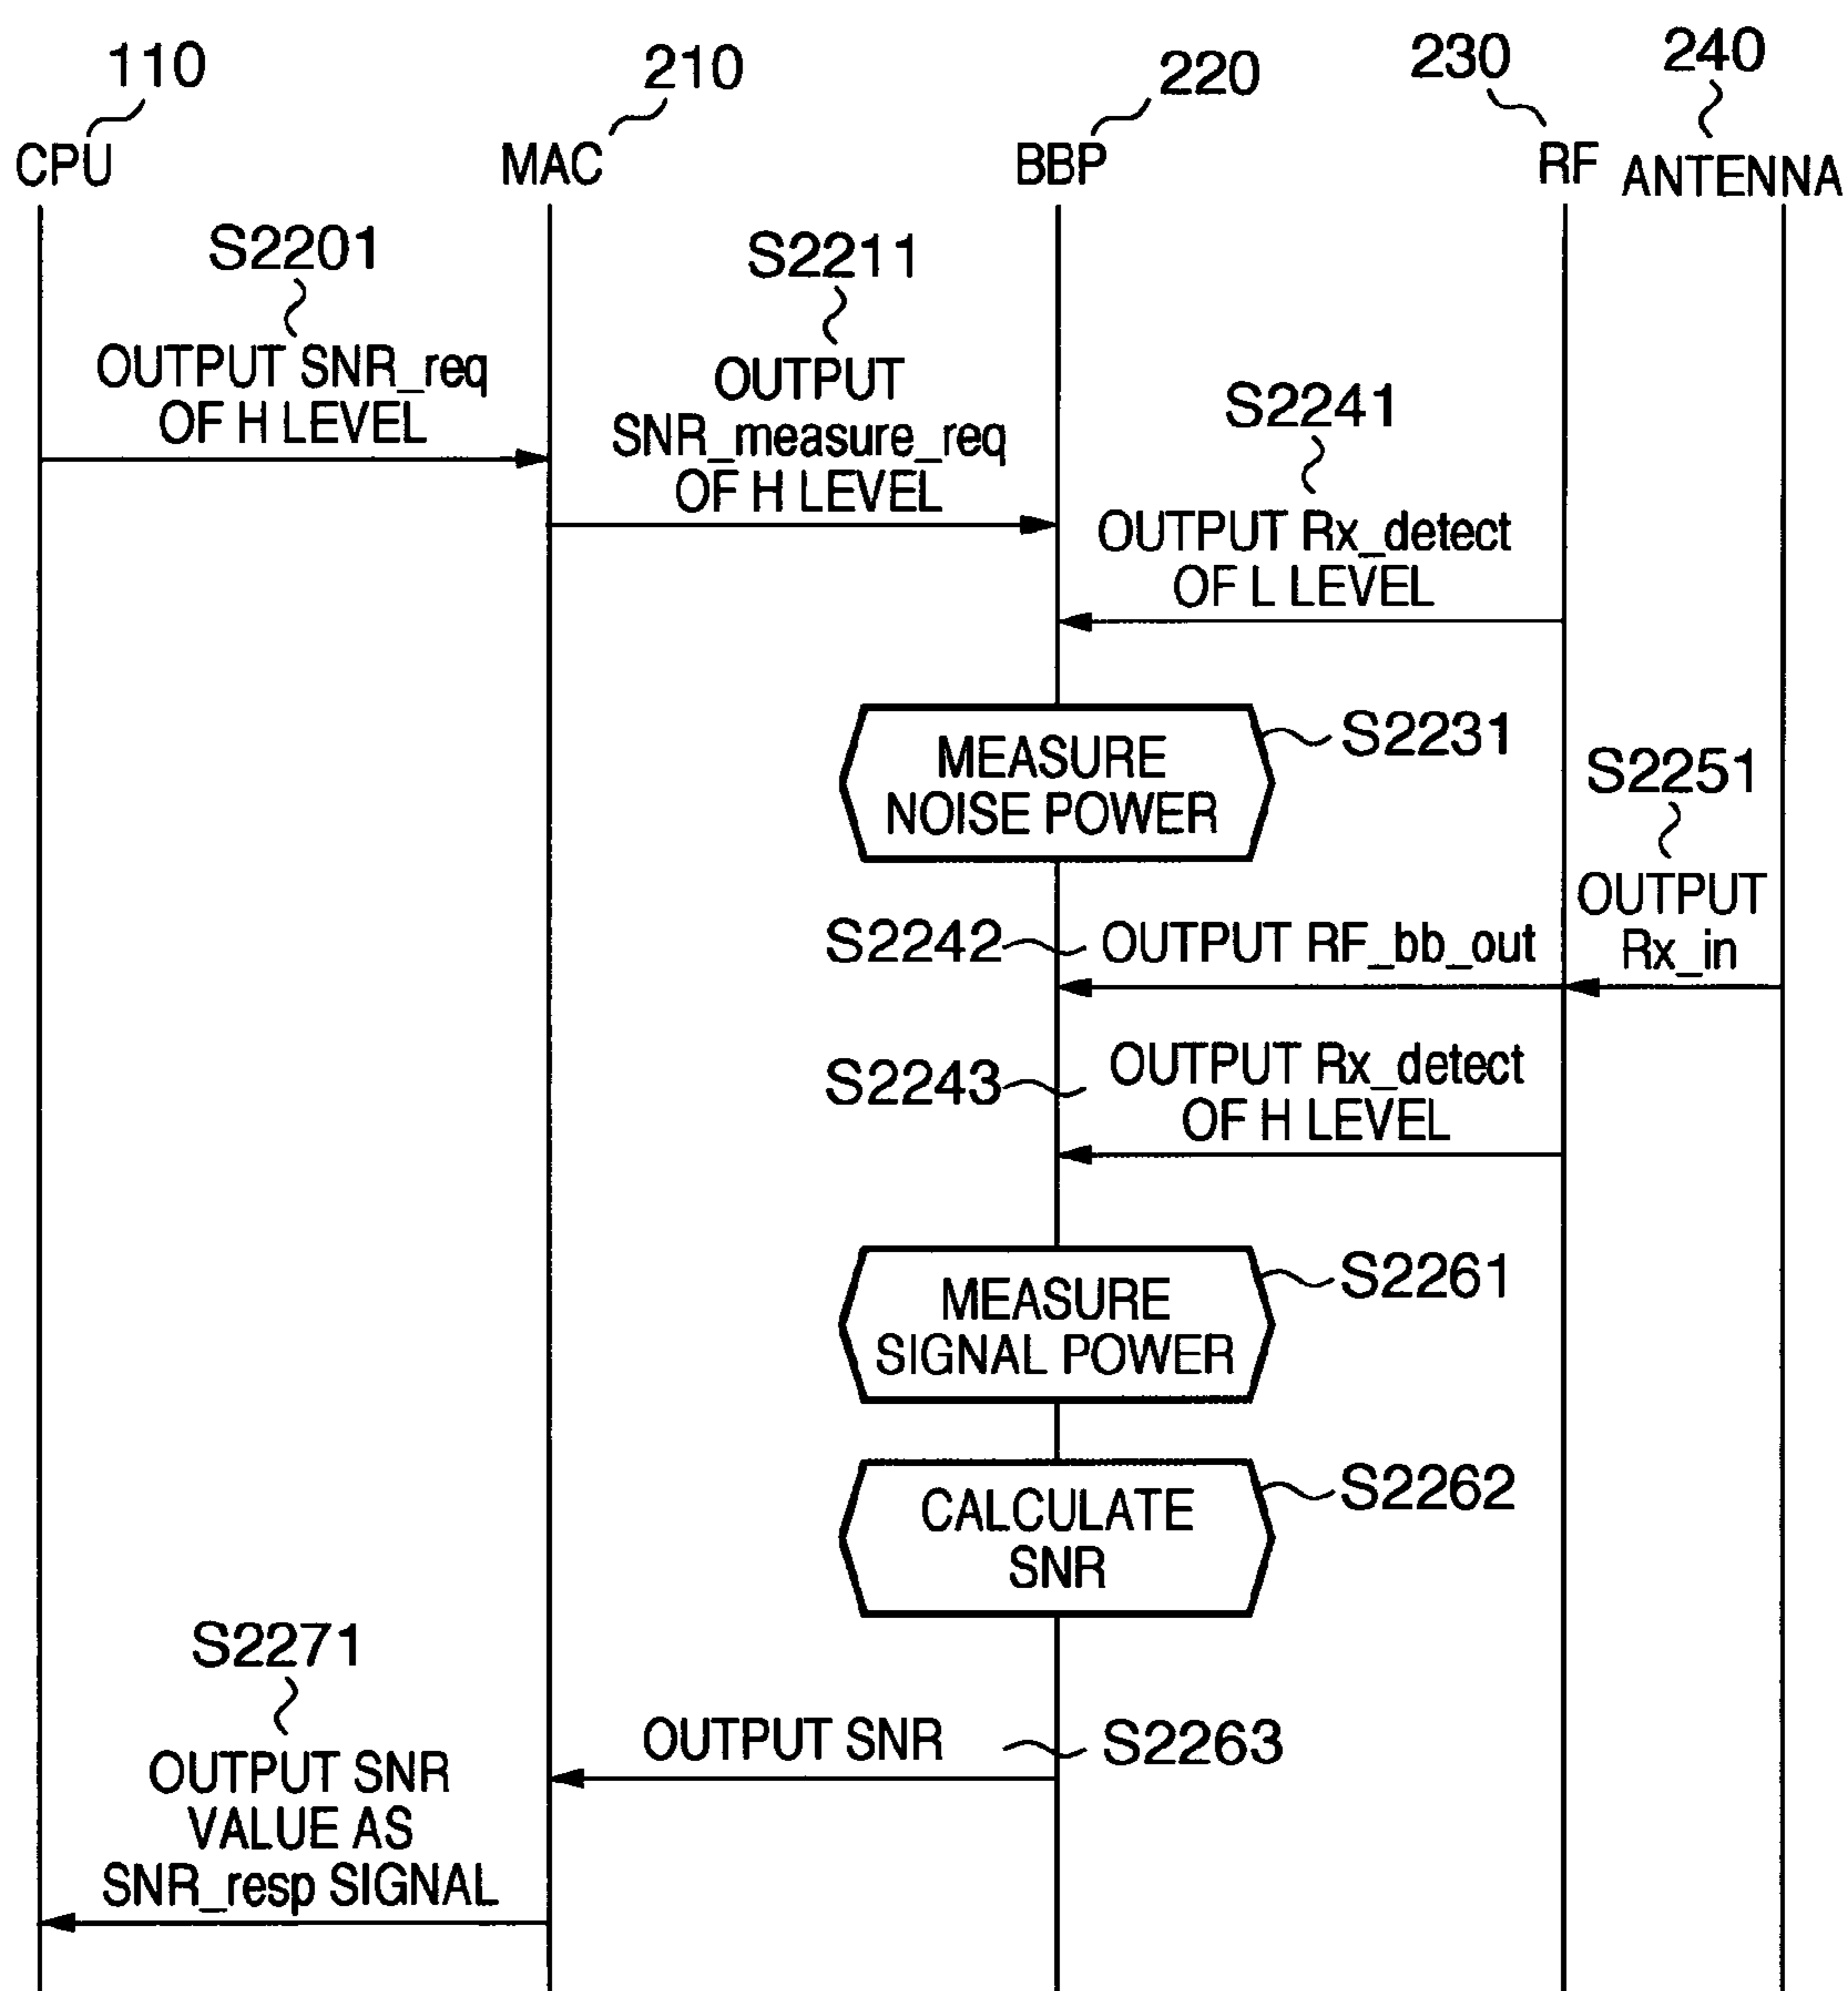 110
210
220
230
240
CPU
MAC
BBP
RF
ANTENNA
S2201
OUTPUT SNR_req
OF H LEVEL
S2211
OUTPUT
SNR_measure_req
OF H LEVEL
S2241
OUTPUT Rx_detect
OF L LEVEL
MEASURE
NOISE POWER
S2231
S2251
OUTPUT
Rx_in
S2242
OUTPUT RF_bb_out
S2243
OUTPUT Rx_detect
OF H LEVEL
MEASURE
SIGNAL POWER
S2261
CALCULATE
SNR
S2262
OUTPUT SNR
S2263
S2271
OUTPUT SNR
VALUE AS
SNR_resp SIGNAL